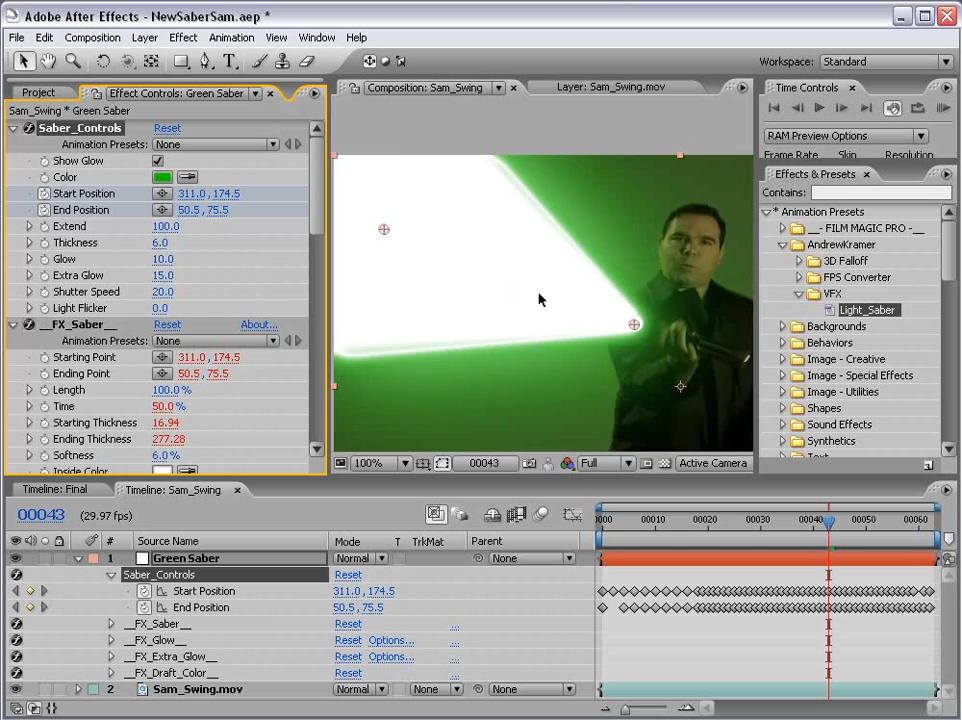 Adobe After Effects - NewSaberSam.aep *
File Edit Composition Layer Effect Animation View Window Help
Workspace: Standard
Project Effect Controls: Green Saber
Sam_Swing * Green Saber
Saber_Controls Reset
Animation Presets: None
Show Glow
Color
Start Position 311.0, 174.5
End Position 50.5, 75.5
Extend 100.0
Thickness 6.0
Glow 10.0
Extra Glow 15.0
Shutter Speed 20.0
Light Flicker 0.0
__FX_Saber__ Reset About...
Animation Presets: None
Starting Point 311.0, 174.5
Ending Point 50.5, 75.5
Length 100.0 %
Time 50.0 %
Starting Thickness 16.94
Ending Thickness 277.28
Softness 6.0 %
Inside Color
Composition: Sam_Swing Layer: Sam_Swing.mov
100% 00043 Full Active Camera
Time Controls
RAM Preview Options
Frame Rate Skip Resolution
Effects & Presets
Contains:
* Animation Presets
__- FILM MAGIC PRO -__
AndrewKramer
3D Falloff
FPS Converter
VFX
Light_Saber
Backgrounds
Behaviors
Image - Creative
Image - Special Effects
Image - Utilities
Shapes
Sound Effects
Synthetics
Text
Timeline: Final Timeline: Sam_Swing
00043 (29.97 fps)
0000 00010 00020 00030 00040 00050 00060
# Source Name Mode T TrkMat Parent
1 Green Saber Normal None
Saber_Controls Reset
Start Position 311.0, 174.5
End Position 50.5, 75.5
__FX_Saber__ Reset ...
__FX_Glow__ Reset Options... ...
__FX_Extra_Glow__ Reset Options... ...
__FX_Draft_Color__ Reset ...
2 Sam_Swing.mov Normal None None